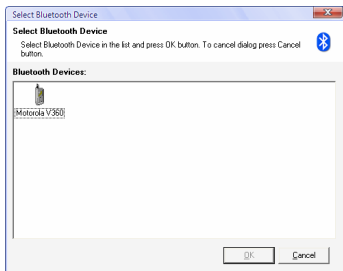 Select Bluetooth Device
Select Bluetooth Device
Select Bluetooth Device in the list and press OK button. To cancel dialog press Cancel
button.
Bluetooth Devices:
Motorola V360
OK
Cancel